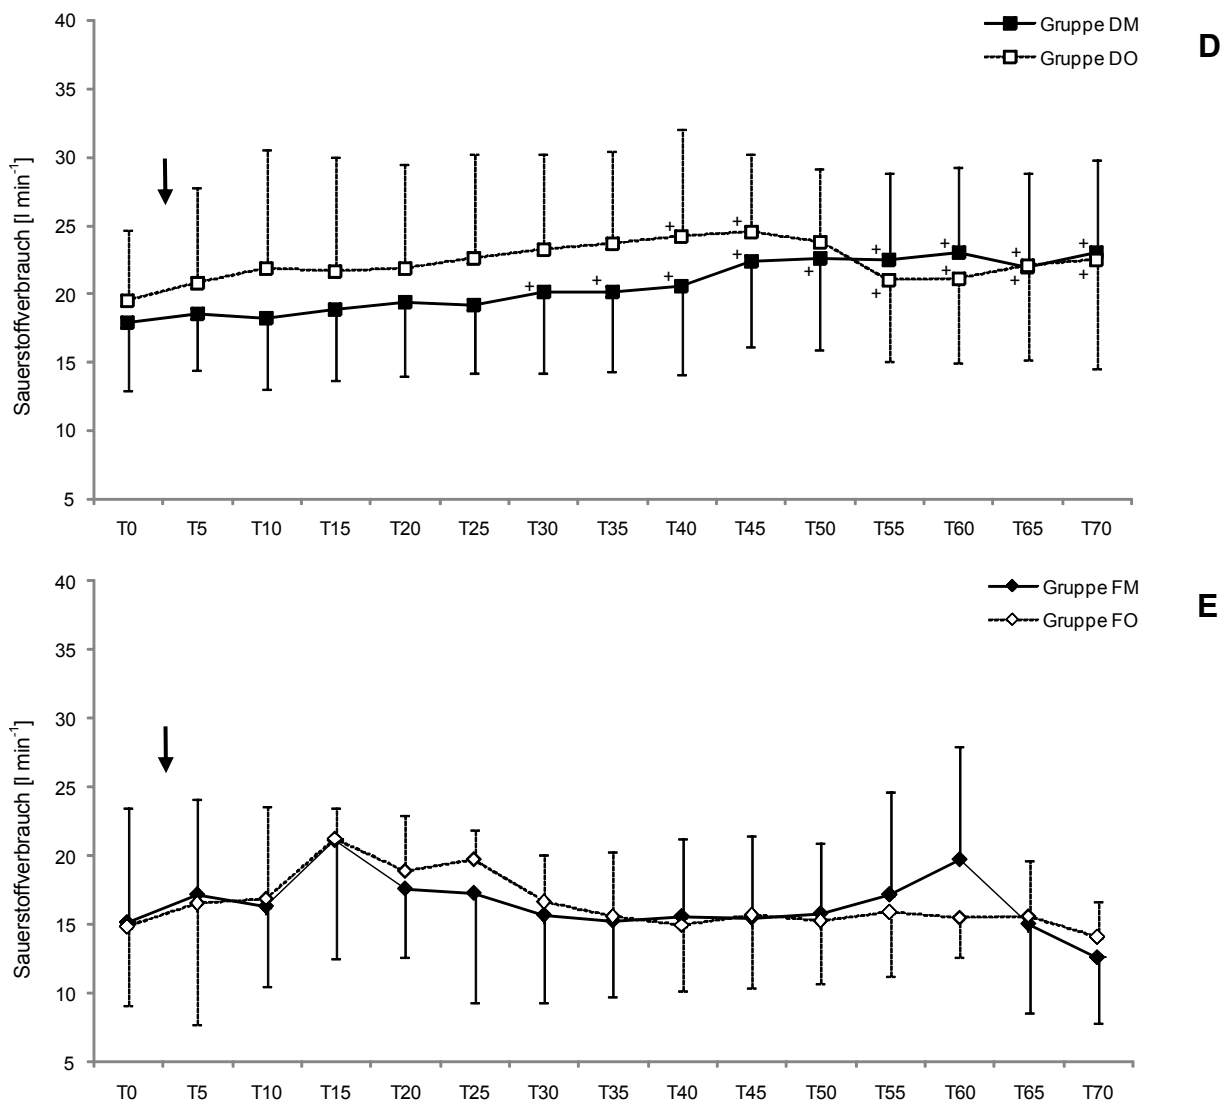 Gruppe DM
Gruppe DO
D
Sauerstoffverbrauch [l min⁻¹]
40
35
30
25
20
15
10
5
+ + + + + + + + + + + + + + + +
T0 T5 T10 T15 T20 T25 T30 T35 T40 T45 T50 T55 T60 T65 T70
Gruppe FM
Gruppe FO
E
Sauerstoffverbrauch [l min⁻¹]
40
35
30
25
20
15
10
5
T0 T5 T10 T15 T20 T25 T30 T35 T40 T45 T50 T55 T60 T65 T70